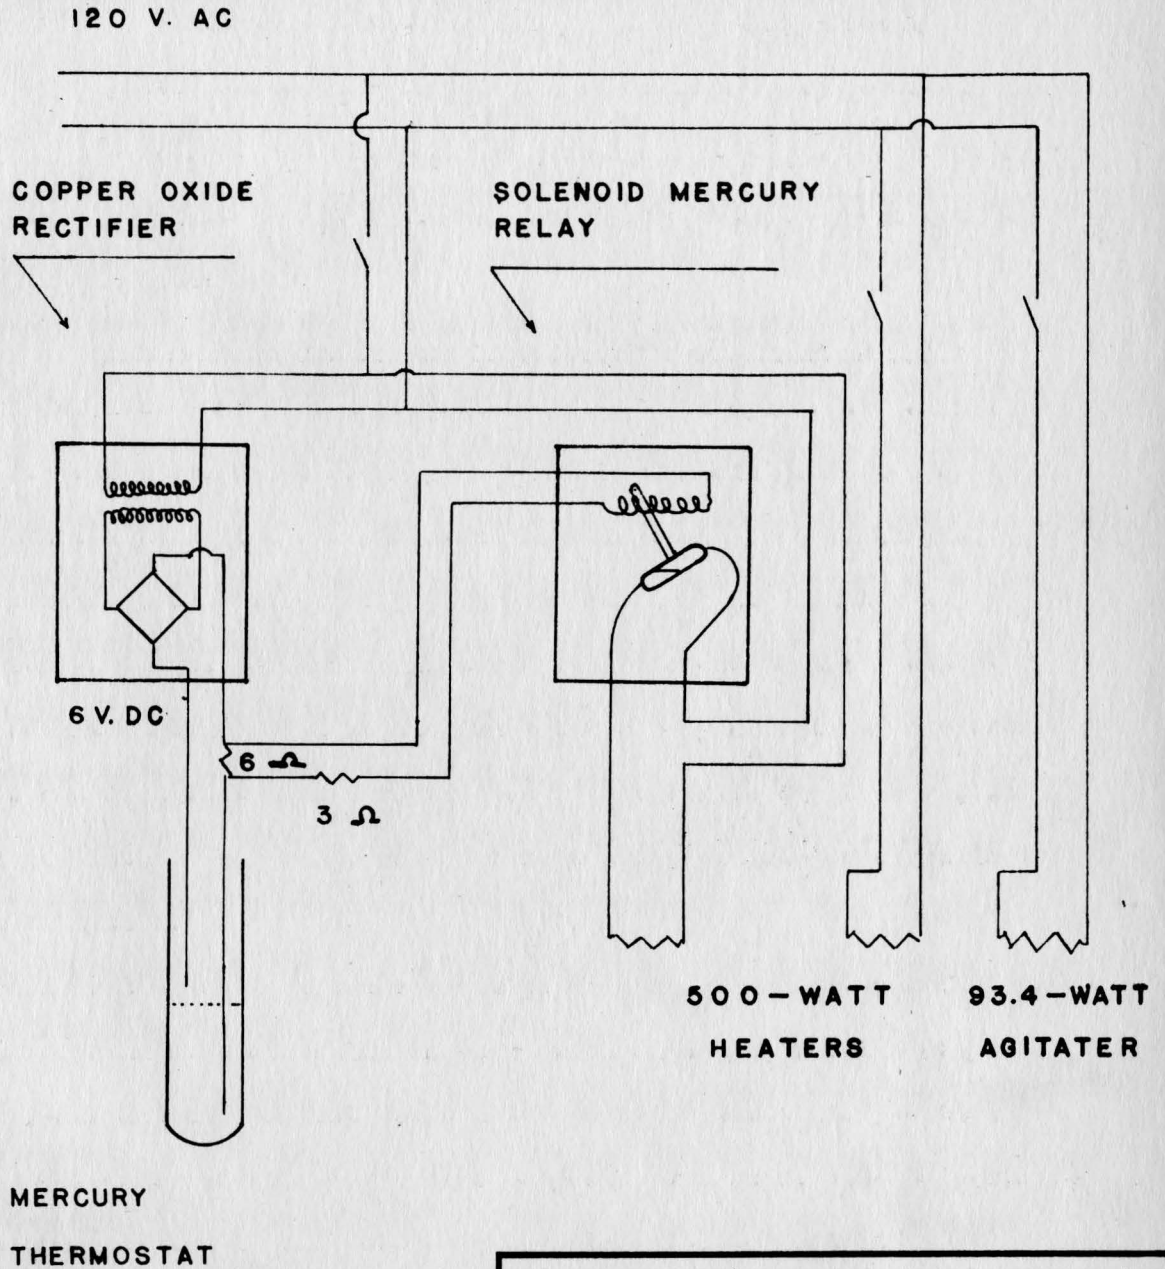 120 V. AC
COPPER OXIDE
RECTIFIER
SOLENOID MERCURY
RELAY
6 V. DC
6 Ω
3 Ω
500-WATT
HEATERS
93.4-WATT
AGITATER
MERCURY
THERMOSTAT